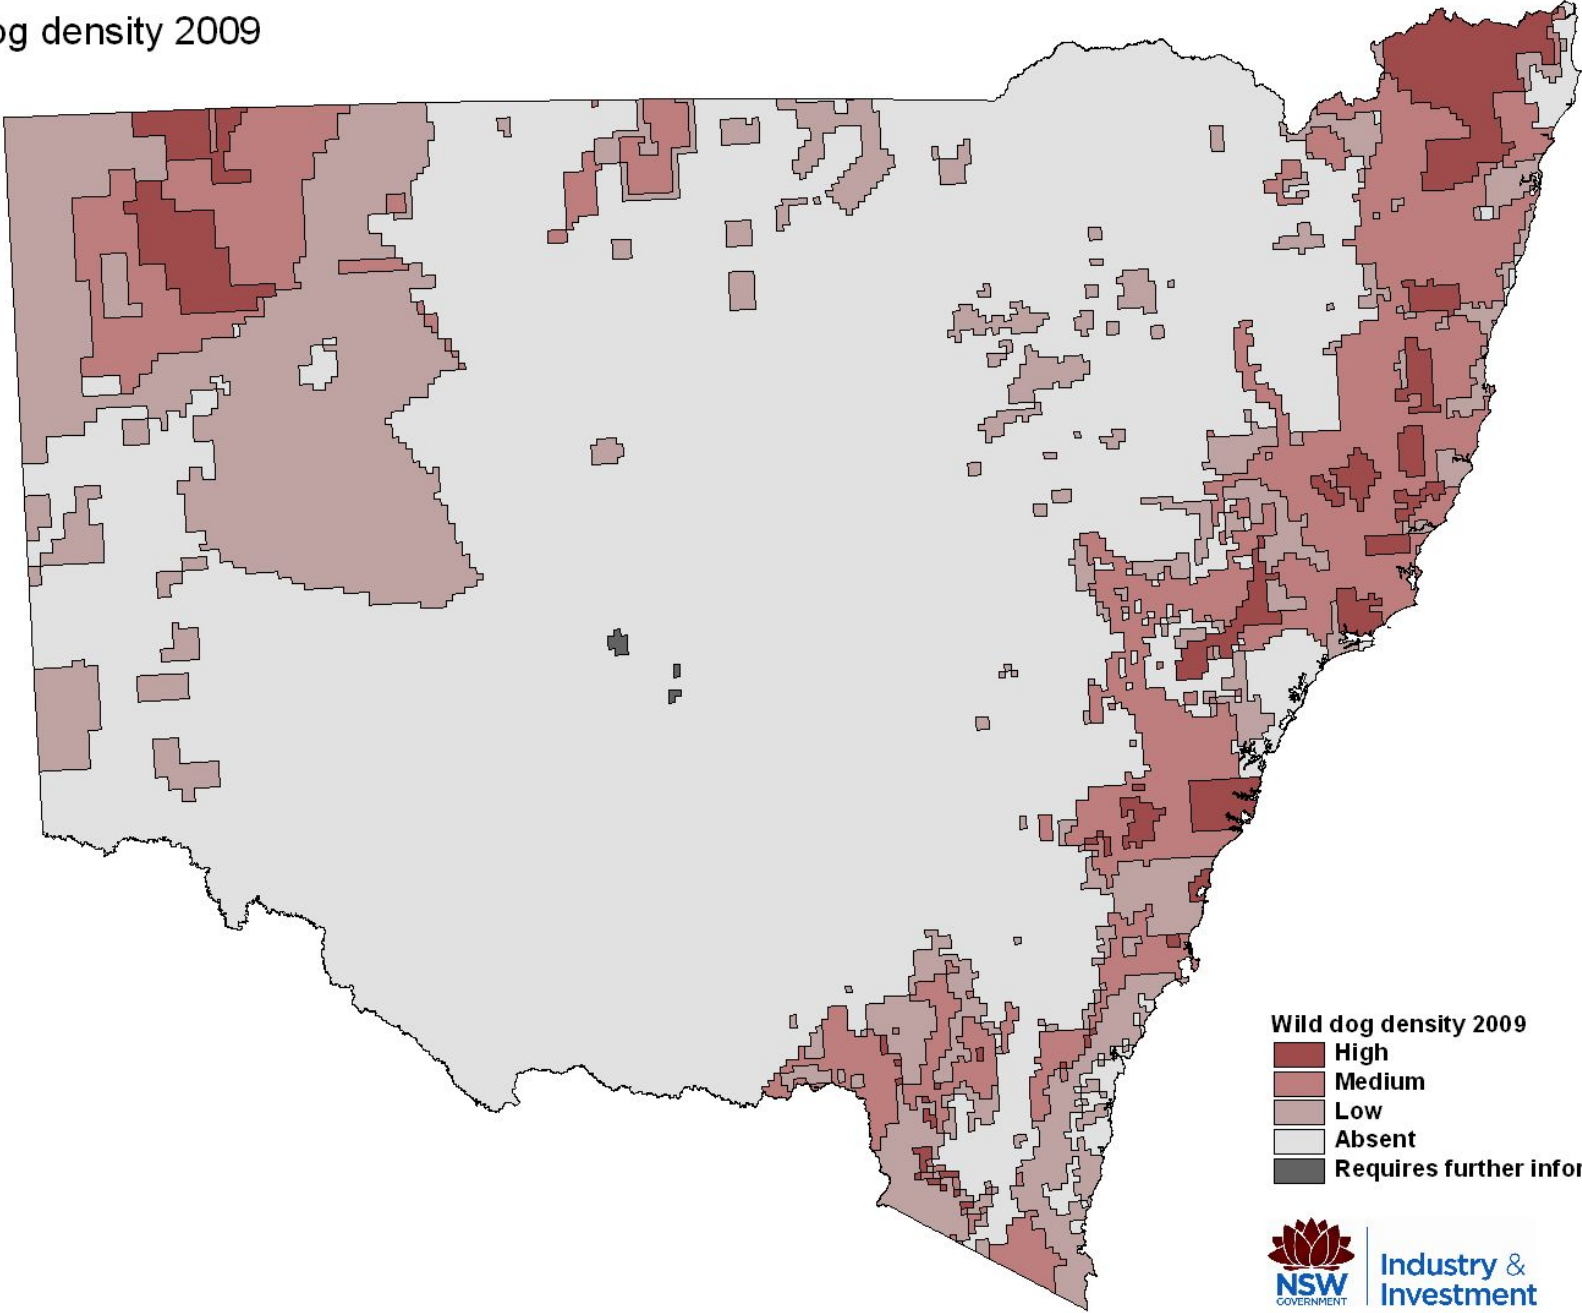 og density 2009
Wild dog density 2009
High
Medium
Low
Absent
Requires further infor
NSW
GOVERNMENT
Industry &
Investment